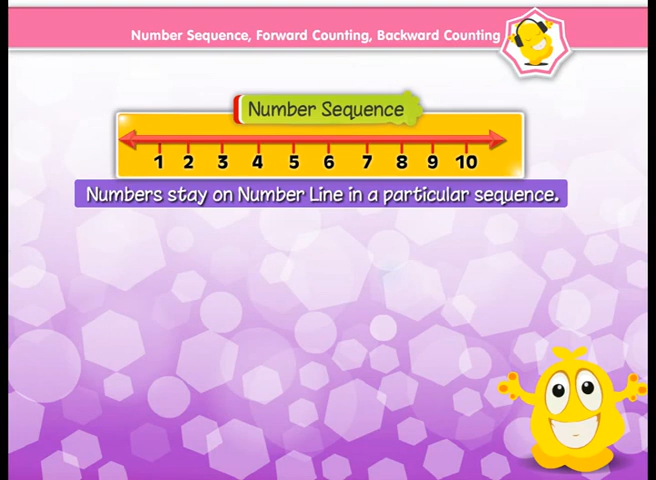 Number Sequence, Forward Counting, Backward Counting
Number Sequence
1 2 3 4 5 6 7 8 9 10
Numbers stay on Number Line in a particular sequence.